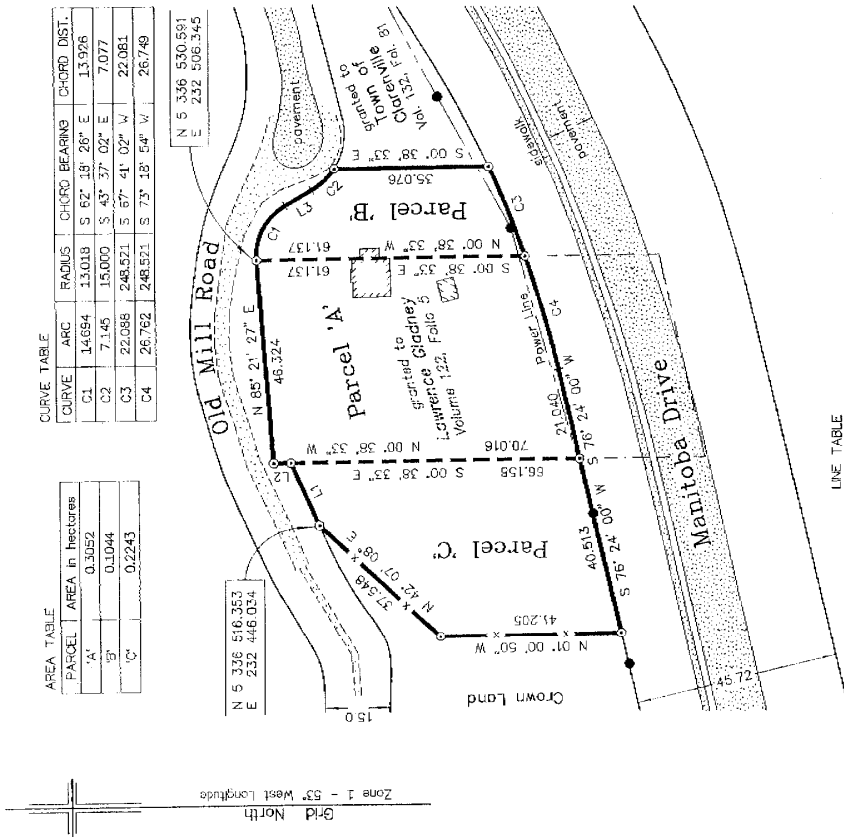 CURVE TABLE
CURVE ARC RADIUS CHORD BEARING CHORD DIST.
C1 14.694 13.018 S 62° 18' 26" E 13.926
C2 7.145 15.000 S 43° 37' 02" E 7.077
C3 22.088 248.521 S 67° 41' 02" W 22.081
C4 26.762 248.521 S 73° 18' 54" W 26.749
AREA TABLE
PARCEL AREA in hectares
'A' 0.3052
'B' 0.1044
'C' 0.2243
N 5 336 530.591
E 232 506.345
N 5 336 516.353
E 232 446.034
Old Mill Road
pavement
granted to
Town of
Clarenville
Vol. 132, Fol. 81
sidewalk
pavement
C1
L3
C2
S 00° 38' 33" E
35.076
Parcel 'B'
C3
N 00° 38' 33" W
61.137
61.137
S 00° 38' 33" E
N 85° 21' 27" E
46.324
Parcel 'A'
granted to
Lawrence Gladney
Volume 122, Folio 5
Power Line
C4
21.040
S 76° 24' 00" W
N 00° 38' 33" W
70.016
S 00° 38' 33" E
66.158
L2
L1
Parcel 'C'
N 42° 07' 08" E
37.548
40.513
S 76° 24' 00" W
N 01° 00' 50" W
41.205
Crown Land
15.0
45.72
Manitoba Drive
LINE TABLE
Grid North
Zone 1 - 53° West Longitude